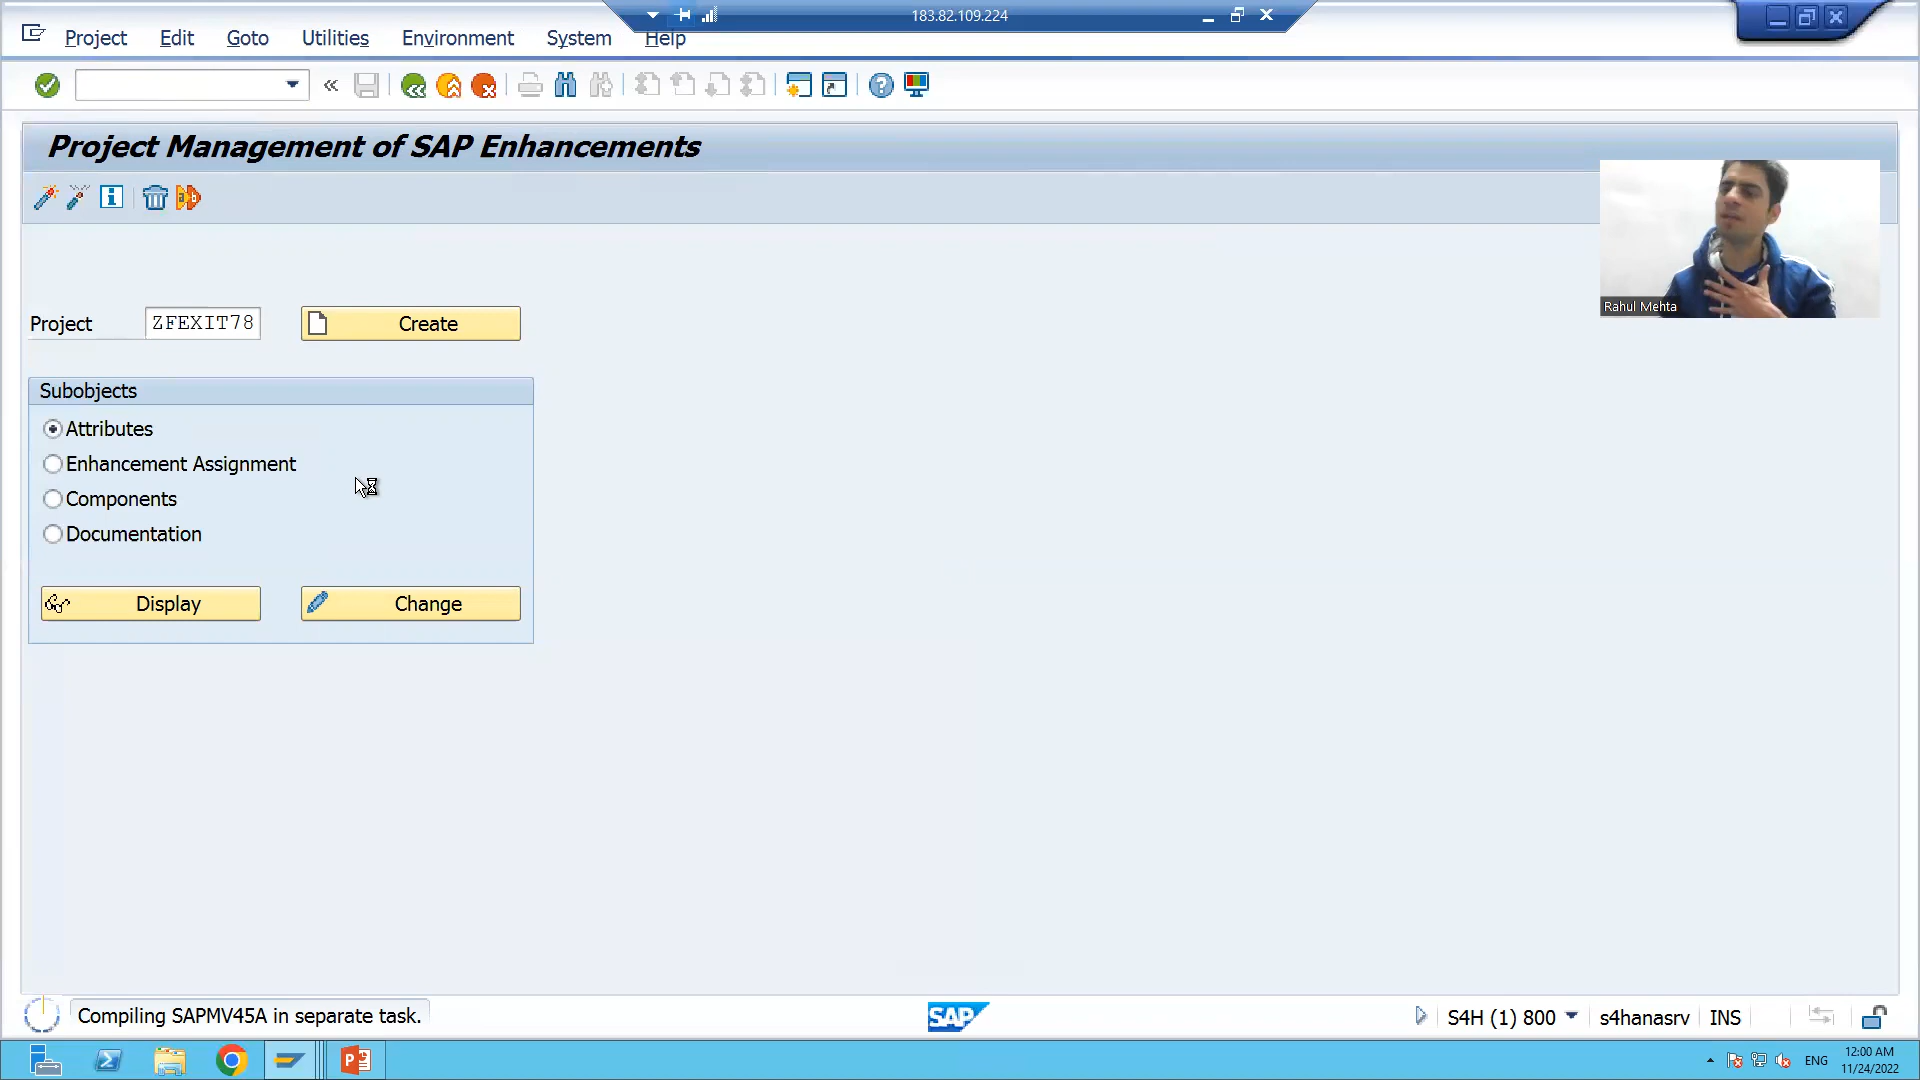 183.82.109.224
Project Edit Goto Utilities Environment System Help
Project Management of SAP Enhancements
Rahul Mehta
Project ZFEXIT78 Create
Subobjects
Attributes
Enhancement Assignment
Components
Documentation
Display Change
Compiling SAPMV45A in separate task.
SAP
S4H (1) 800 s4hanasrv INS
ENG
12:00 AM
11/24/2022